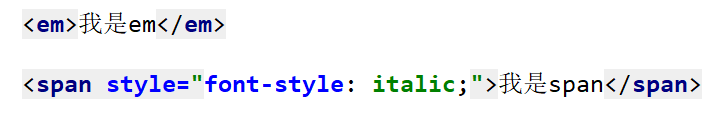 <em>我是em</em>
<span style="font-style: italic;">我是span</span>